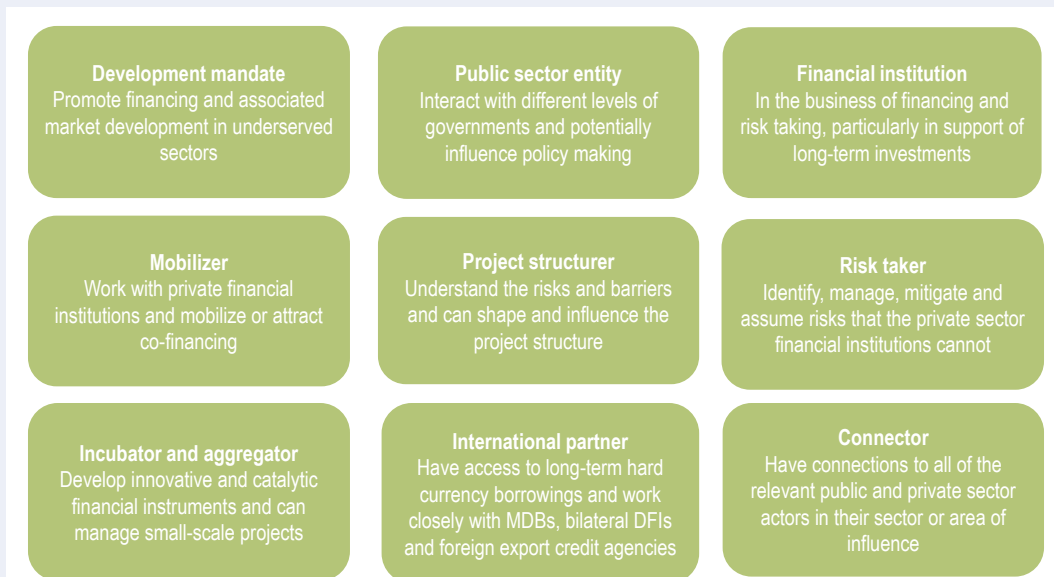 Development mandate
Promote financing and associated
market development in underserved
sectors
Public sector entity
Interact with different levels of
governments and potentially
influence policy making
Financial institution
In the business of financing and
risk taking, particularly in support of
long-term investments
Mobilizer
Work with private financial
institutions and mobilize or attract
co-financing
Project structurer
Understand the risks and barriers
and can shape and influence the
project structure
Risk taker
Identify, manage, mitigate and
assume risks that the private sector
financial institutions cannot
Incubator and aggregator
Develop innovative and catalytic
financial instruments and can
manage small-scale projects
International partner
Have access to long-term hard
currency borrowings and work
closely with MDBs, bilateral DFIs
and foreign export credit agencies
Connector
Have connections to all of the
relevant public and private sector
actors in their sector or area of
influence